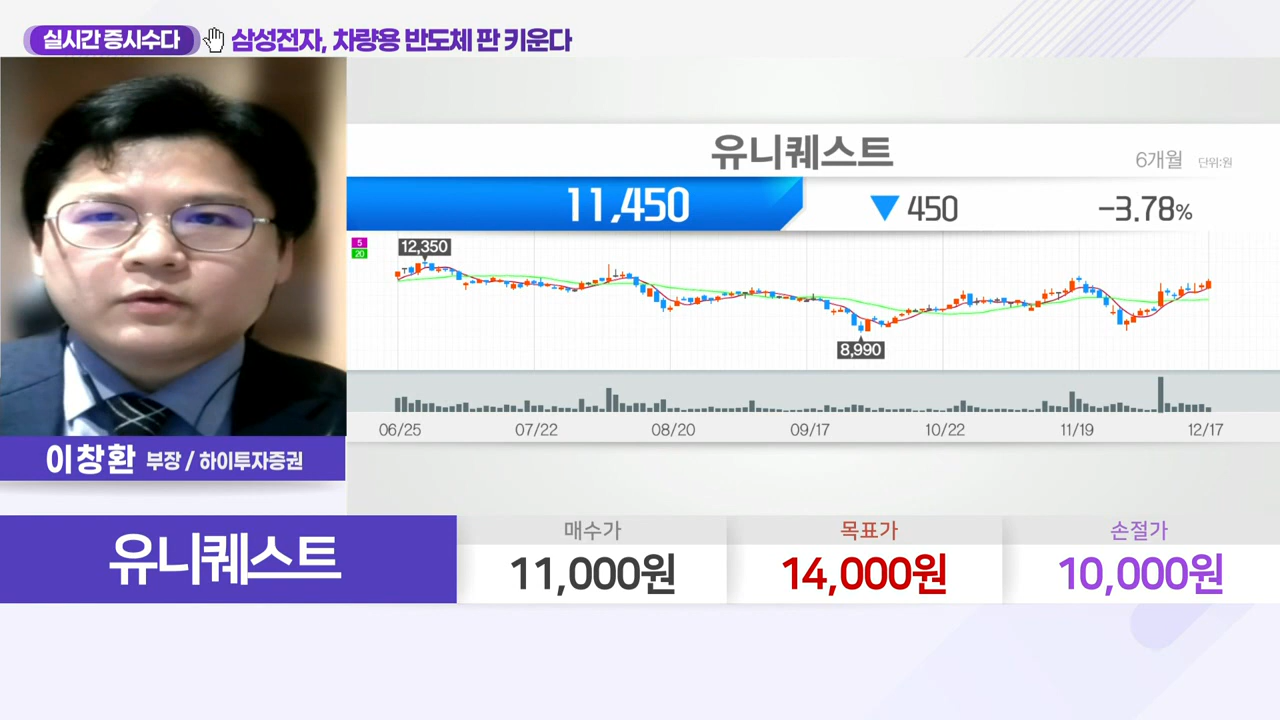 실시간 증시수다 삼성전자, 차량용 반도체 판 키운다
유니퀘스트
6개월 단위:원
11,450 ▼450 -3.78%
5
20
12,350
8,990
06/25 07/22 08/20 09/17 10/22 11/19 12/17
이창환 부장 / 하이투자증권
유니퀘스트
매수가 목표가 손절가
11,000원 14,000원 10,000원